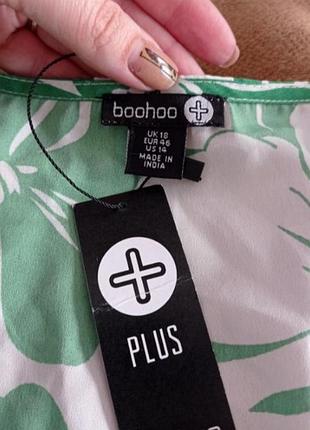 boohoo +
UK 18
EUR 46
US 14
MADE IN
INDIA
+
PLUS